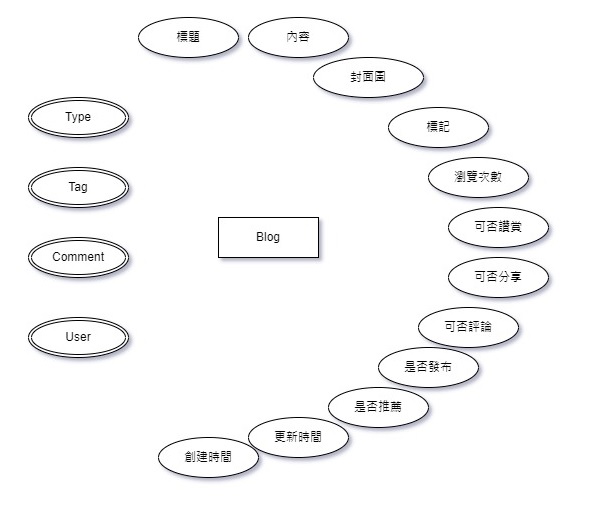 標題
內容
封面圖
Type
標記
瀏覽次數
Tag
可否讚賞
Blog
Comment
可否分享
可否評論
User
是否發布
是否推薦
更新時間
創建時間